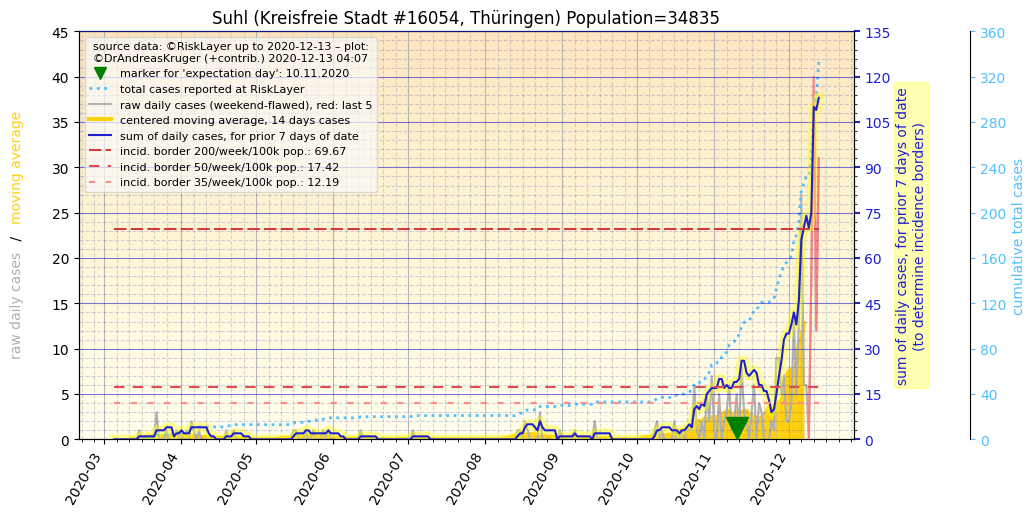 Suhl (Kreisfreie Stadt #16054, Thüringen) Population=34835
source data: ©RiskLayer up to 2020-12-13 – plot:
©DrAndreasKruger (+contrib.) 2020-12-13 04:07
marker for 'expectation day': 10.11.2020
total cases reported at RiskLayer
raw daily cases (weekend-flawed), red: last 5
centered moving average, 14 days cases
sum of daily cases, for prior 7 days of date
incid. border 200/week/100k pop.: 69.67
incid. border 50/week/100k pop.: 17.42
incid. border 35/week/100k pop.: 12.19
raw daily cases / moving average
45
40
35
30
25
20
15
10
5
0
2020-03
2020-04
2020-05
2020-06
2020-07
2020-08
2020-09
2020-10
2020-11
2020-12
135
120
105
90
75
60
45
30
15
0
sum of daily cases, for prior 7 days of date
(to determine incidence borders)
360
320
280
240
200
160
120
80
40
0
cumulative total cases